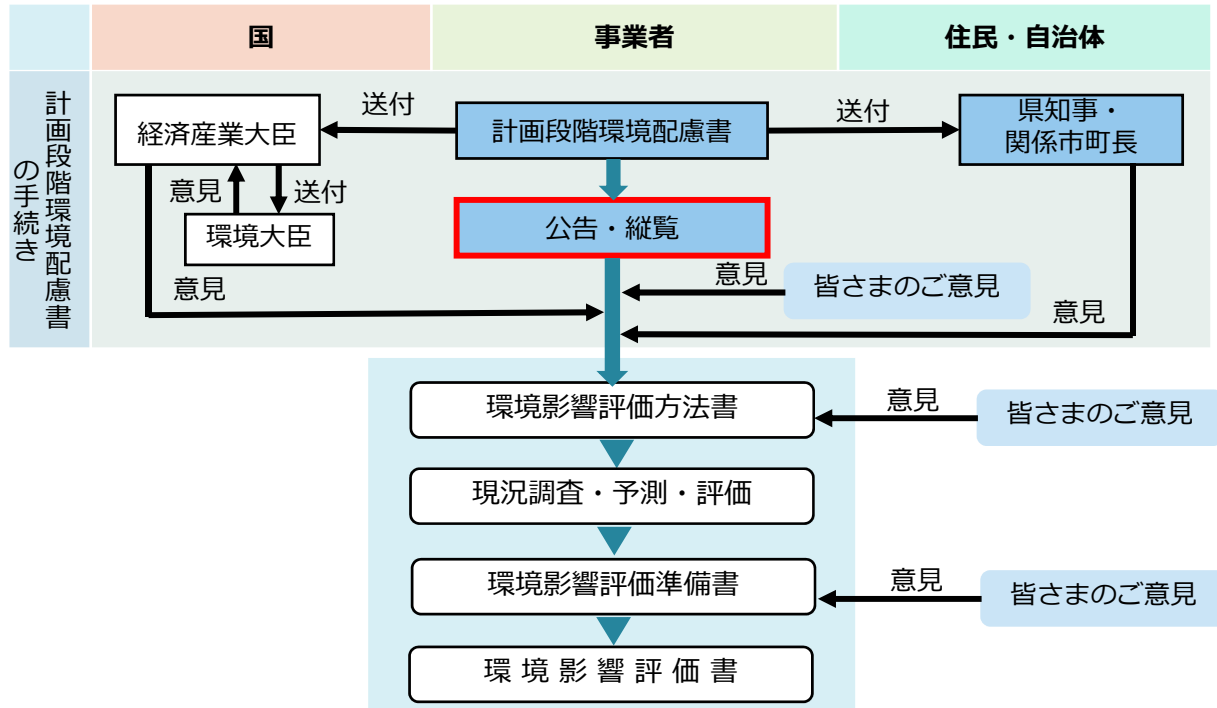 国
事業者
住民・自治体
計画段階環境配慮書
の手続き
経済産業大臣
送付
計画段階環境配慮書
送付
県知事・
関係市町長
意見
送付
環境大臣
公告・縦覧
意見
意見
皆さまのご意見
意見
環境影響評価方法書
意見
皆さまのご意見
現況調査・予測・評価
環境影響評価準備書
意見
皆さまのご意見
環 境 影 響 評 価 書